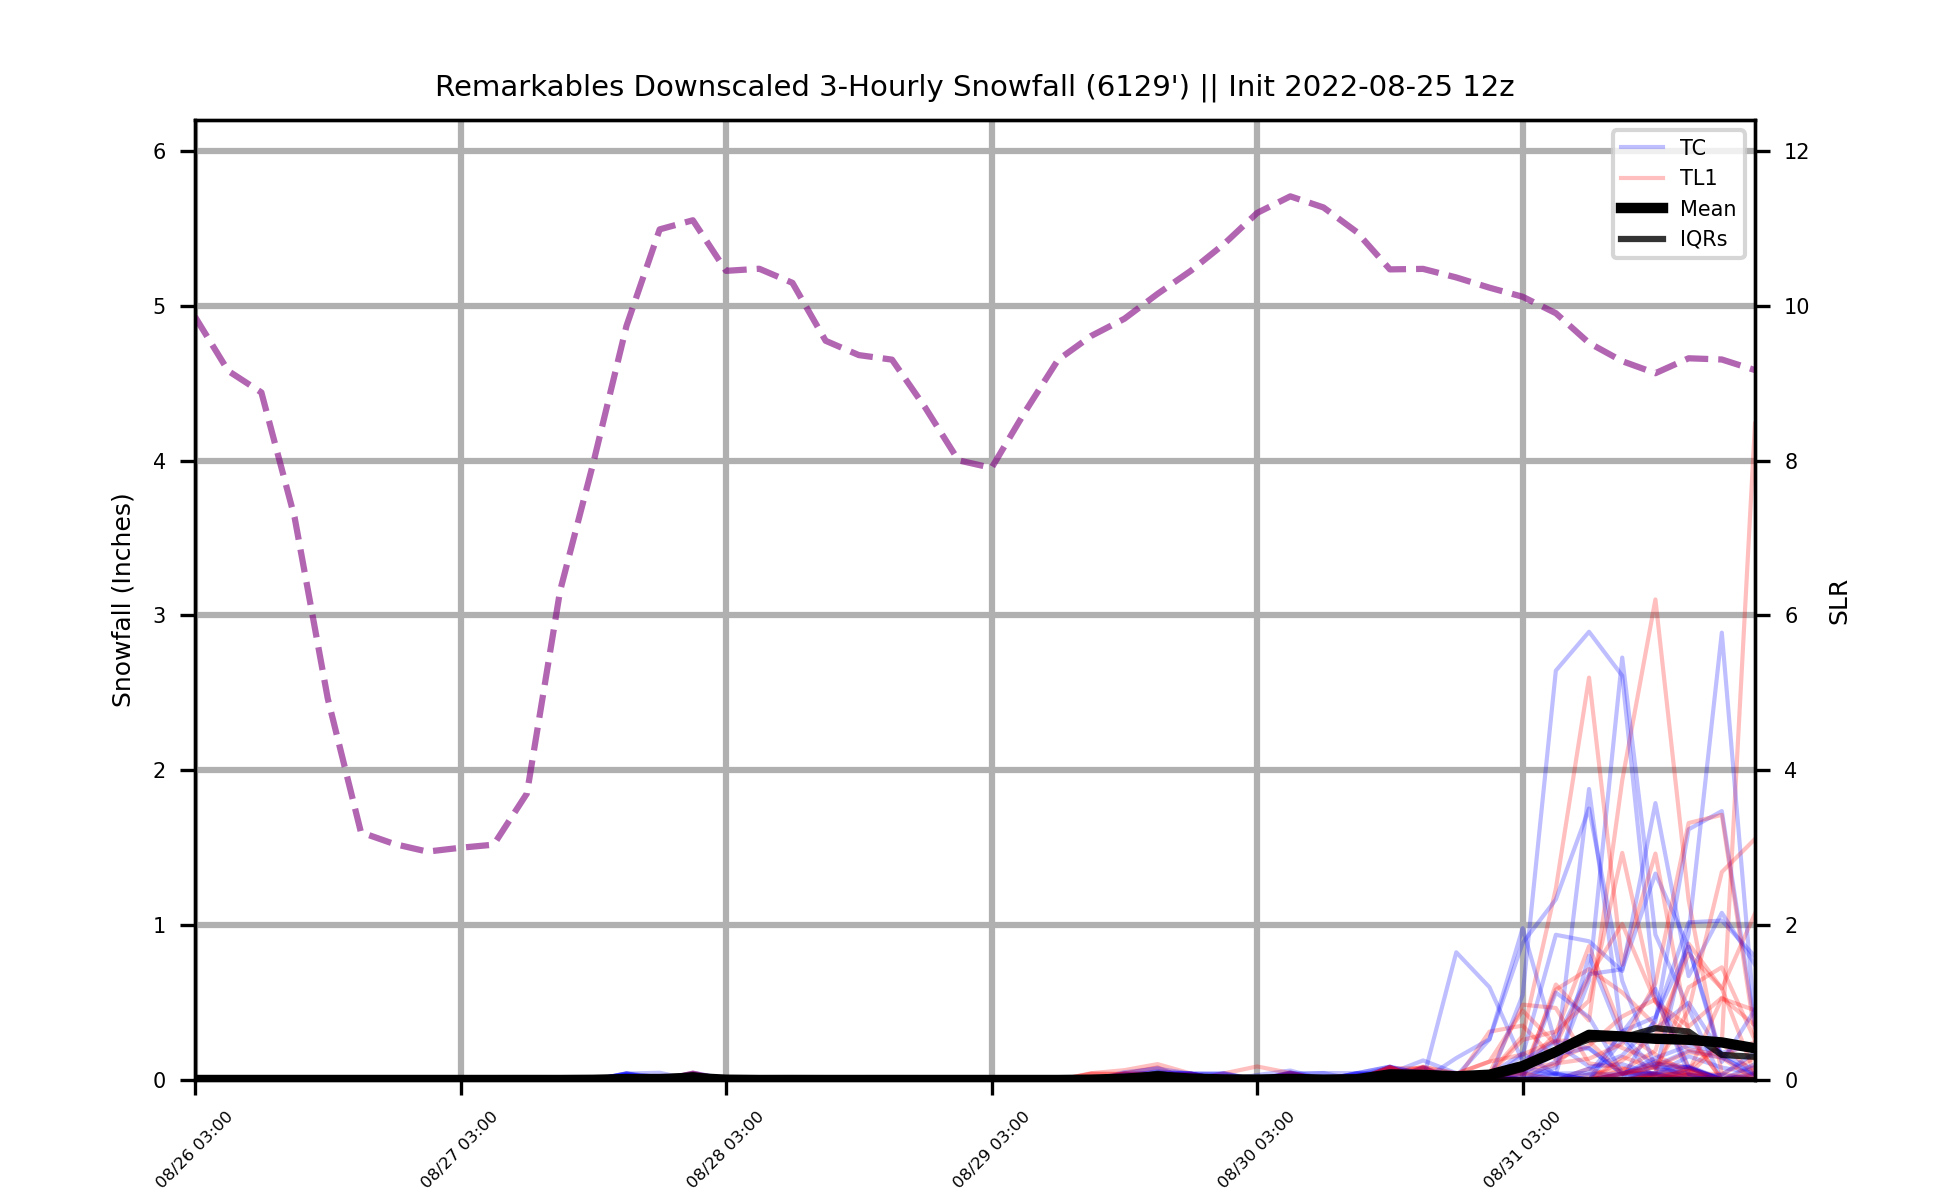 Remarkables Downscaled 3-Hourly Snowfall (6129') || Init 2022-08-25 12z
TC
TL1
Mean
IQRs
Snowfall (Inches)
6
5
4
3
2
1
0
12
10
8
6
4
2
0
SLR
08/26 03:00
08/27 03:00
08/28 03:00
08/29 03:00
08/30 03:00
08/31 03:00